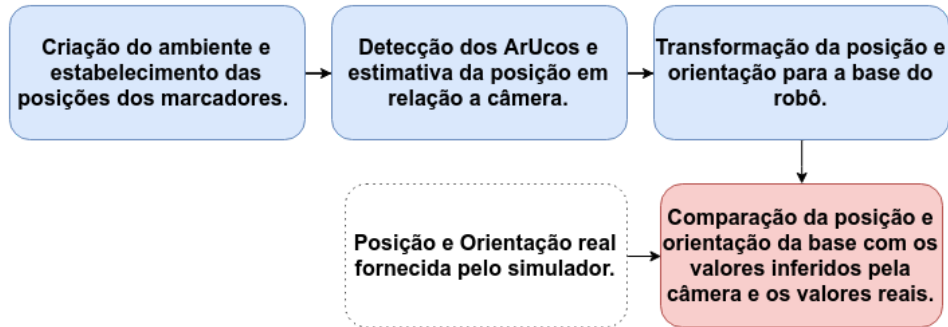 Criação do ambiente e
estabelecimento das
posições dos marcadores.
Detecção dos ArUcos e
estimativa da posição em
relação a câmera.
Transformação da posição e
orientação para a base do
robô.
Posição e Orientação real
fornecida pelo simulador.
Comparação da posição e
orientação da base com os
valores inferidos pela
câmera e os valores reais.